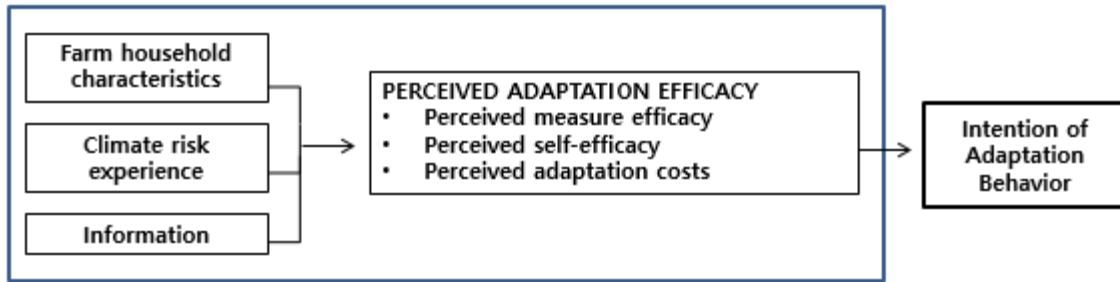 Farm household
characteristics
Climate risk
experience
Information
PERCEIVED ADAPTATION EFFICACY
• Perceived measure efficacy
• Perceived self-efficacy
• Perceived adaptation costs
Intention of
Adaptation
Behavior